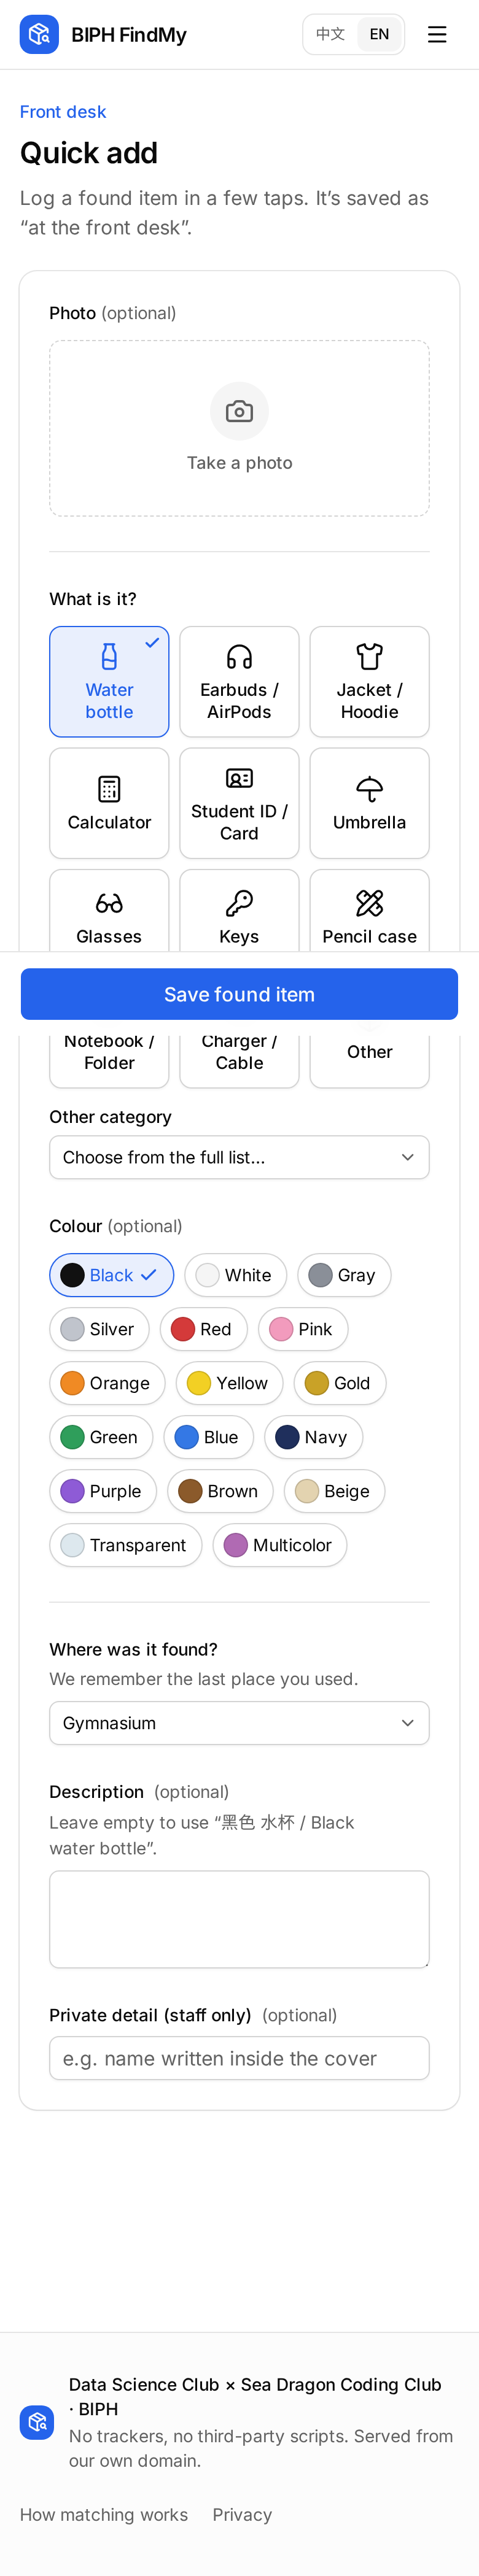 BIPH FindMy
中文 EN
Front desk
Quick add
Log a found item in a few taps. It’s saved as
“at the front desk”.
Photo (optional)
Take a photo
What is it?
Water
bottle
Earbuds /
AirPods
Jacket /
Hoodie
Calculator
Student ID /
Card
Umbrella
Glasses
Keys
Pencil case
Save found item
Notebook /
Folder
Charger /
Cable
Other
Other category
Choose from the full list...
Colour (optional)
Black White Gray
Silver Red Pink
Orange Yellow Gold
Green Blue Navy
Purple Brown Beige
Transparent Multicolor
Where was it found?
We remember the last place you used.
Gymnasium
Description (optional)
Leave empty to use “黑色 水杯 / Black
water bottle”.
Private detail (staff only) (optional)
e.g. name written inside the cover
Data Science Club × Sea Dragon Coding Club
· BIPH
No trackers, no third-party scripts. Served from
our own domain.
How matching works Privacy